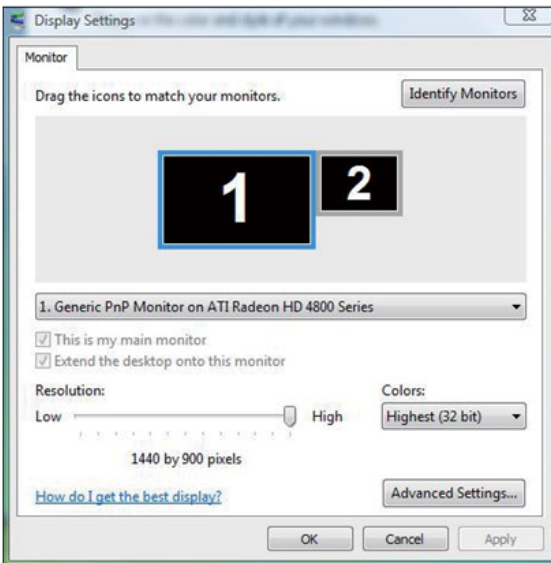 Display Settings
Monitor
Drag the icons to match your monitors.
Identify Monitors
1
2
1. Generic PnP Monitor on ATI Radeon HD 4800 Series
This is my main monitor
Extend the desktop onto this monitor
Resolution:
Colors:
Low
High
Highest (32 bit)
1440 by 900 pixels
How do I get the best display?
Advanced Settings...
OK
Cancel
Apply